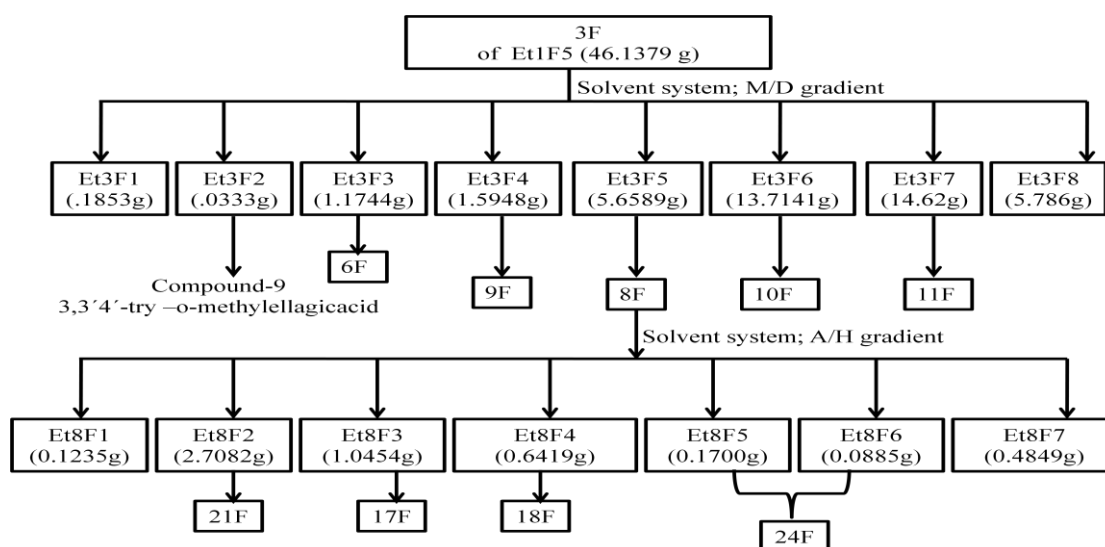 3F
of Et1F5 (46.1379 g)
Solvent system; M/D gradient
Et3F1
(.1853g)
Et3F2
(.0333g)
Et3F3
(1.1744g)
Et3F4
(1.5948g)
Et3F5
(5.6589g)
Et3F6
(13.7141g)
Et3F7
(14.62g)
Et3F8
(5.786g)
Compound-9
3,3´4´-try –o-methylellagicacid
6F
9F
8F
10F
11F
Solvent system; A/H gradient
Et8F1
(0.1235g)
Et8F2
(2.7082g)
Et8F3
(1.0454g)
Et8F4
(0.6419g)
Et8F5
(0.1700g)
Et8F6
(0.0885g)
Et8F7
(0.4849g)
21F
17F
18F
24F